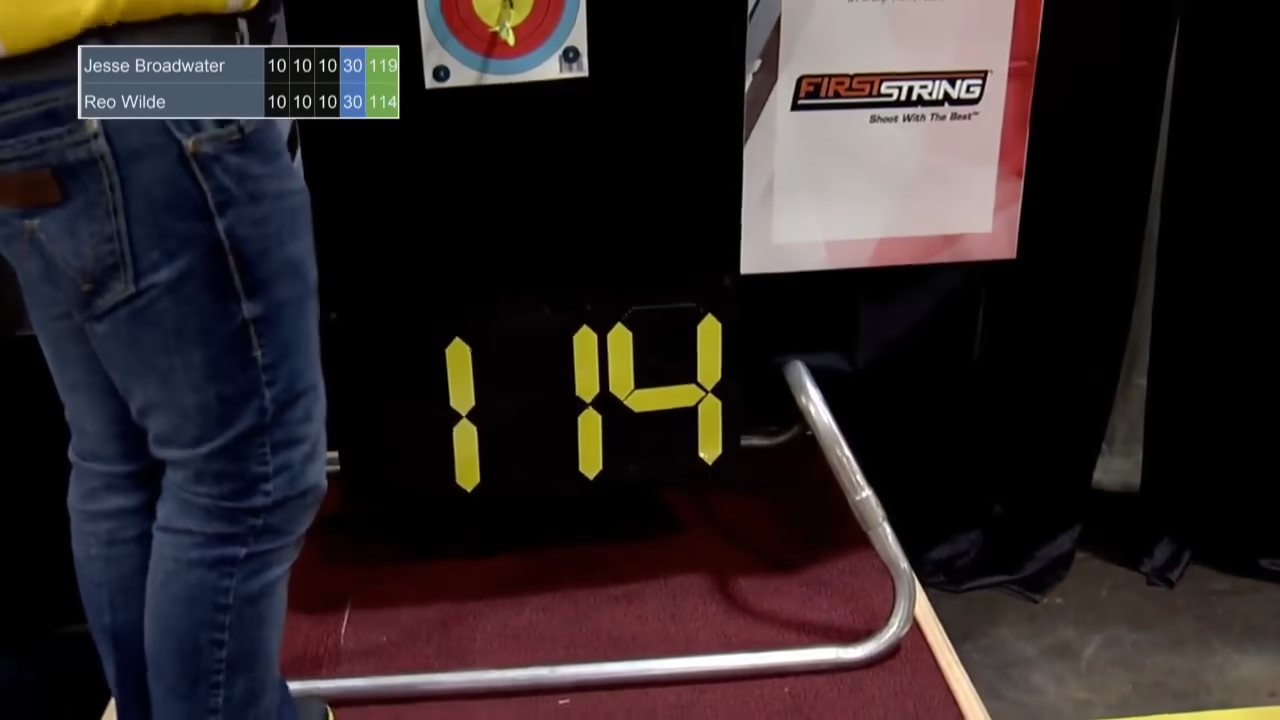 Jesse Broadwater 10 10 10 30 119
Reo Wilde 10 10 10 30 114
FIRSTSTRING
Shoot With The Best™
114